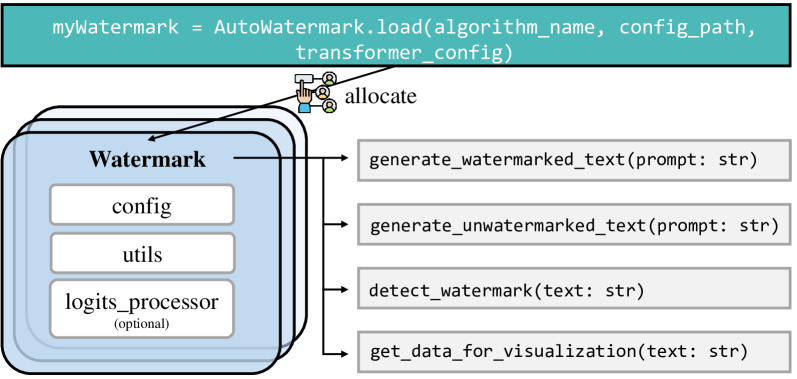 myWatermark = AutoWatermark.load(algorithm_name, config_path,
transformer_config)
allocate
Watermark
config
utils
logits_processor
(optional)
generate_watermarked_text(prompt: str)
generate_unwatermarked_text(prompt: str)
detect_watermark(text: str)
get_data_for_visualization(text: str)